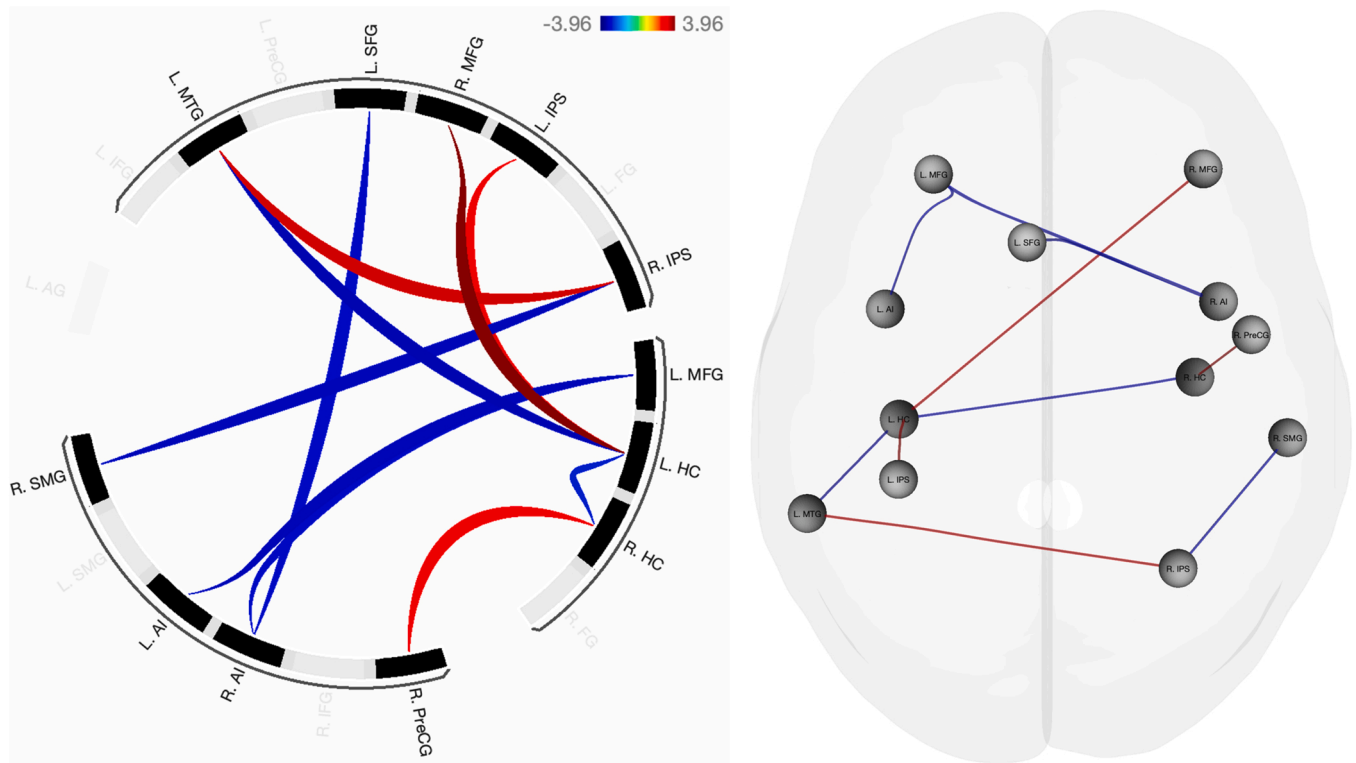 -3.96 3.96
L. PreCG
L. SFG
R. MFG
L. IPS
L. MTG
L. IFG
L. FG
R. IPS
L. AG
L. MFG
L. HC
R. SMG
R. HC
L. SMG
R. FG
L. AI
R. AI
R. IFG
R. PreCG
L. MFG
R. MFG
L. SFG
L. AI
R. AI
R. PreCG
R. HC
L. HC
R. SMG
L. IPS
L. MTG
R. IPS